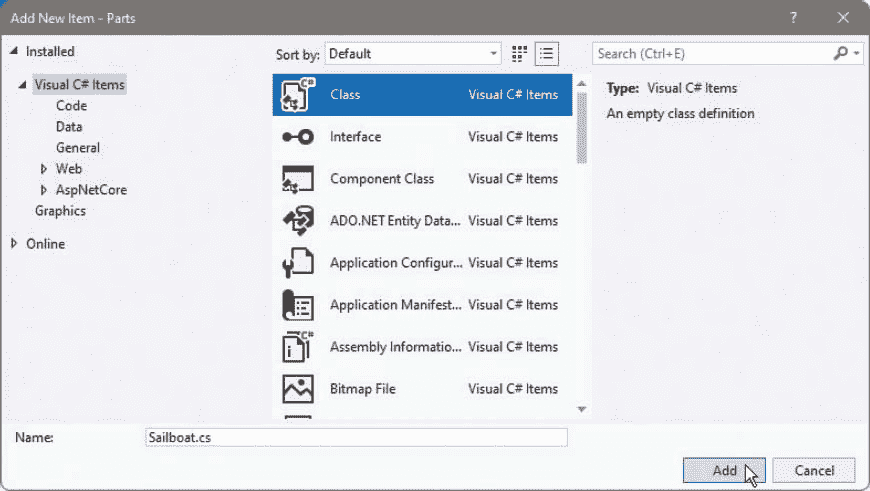 Add New Item - Parts
?
Installed
Visual C# Items
Code
Data
General
Web
AspNetCore
Graphics
Online
Sort by: Default
C# Class Visual C# Items
Interface Visual C# Items
Component Class Visual C# Items
ADO.NET Entity Data... Visual C# Items
Application Configur... Visual C# Items
Application Manifest... Visual C# Items
C# Assembly Informatio... Visual C# Items
Bitmap File Visual C# Items
Search (Ctrl+E)
Type: Visual C# Items
An empty class definition
Name: Sailboat.cs
Add Cancel